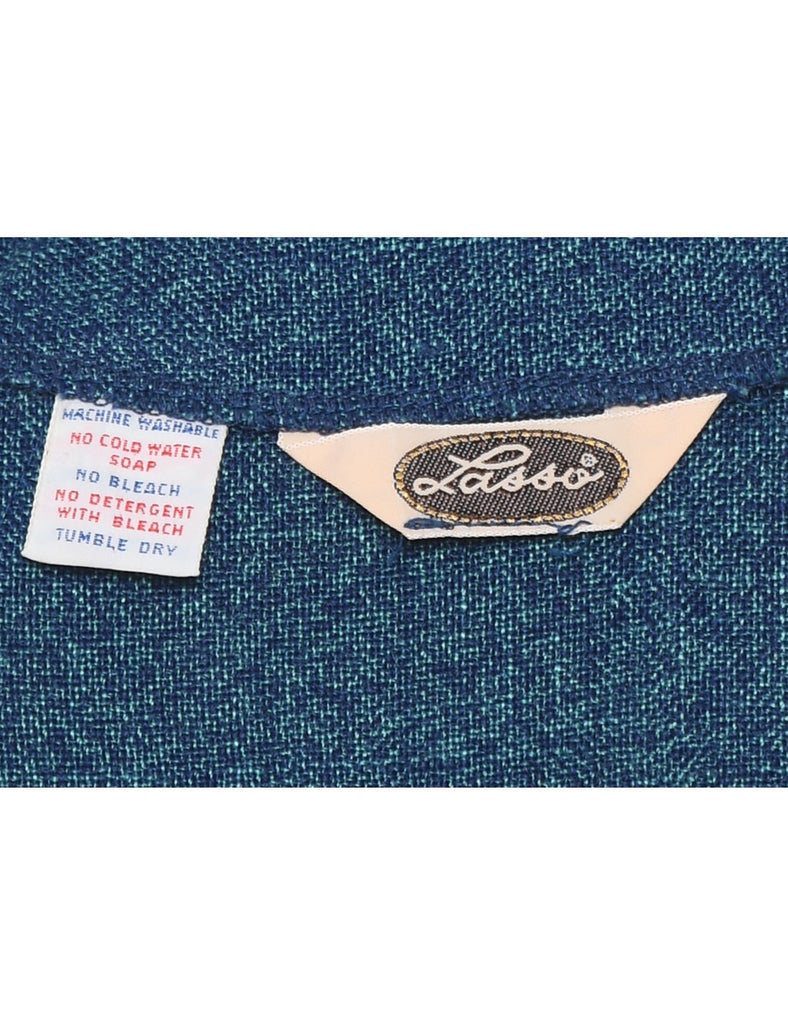 MACHINE WASHABLE
NO COLD WATER
SOAP
NO BLEACH
NO DETERGENT
WITH BLEACH
TUMBLE DRY
Lasso®